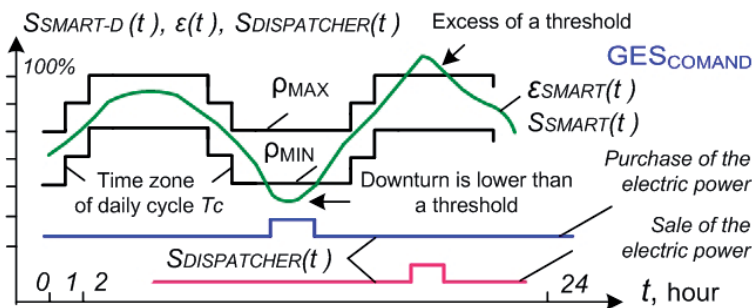 SSMART-D (t), ε(t), SDISPATCHER(t)
Excess of a threshold
GESCOMAND
100%
ρMAX
εSMART(t)
SSMART(t)
ρMIN
Time zone
of daily cycle Tc
Downturn is lower than
a threshold
Purchase of the
electric power
Sale of the
electric power
SDISPATCHER(t)
0 1 2 24 t, hour